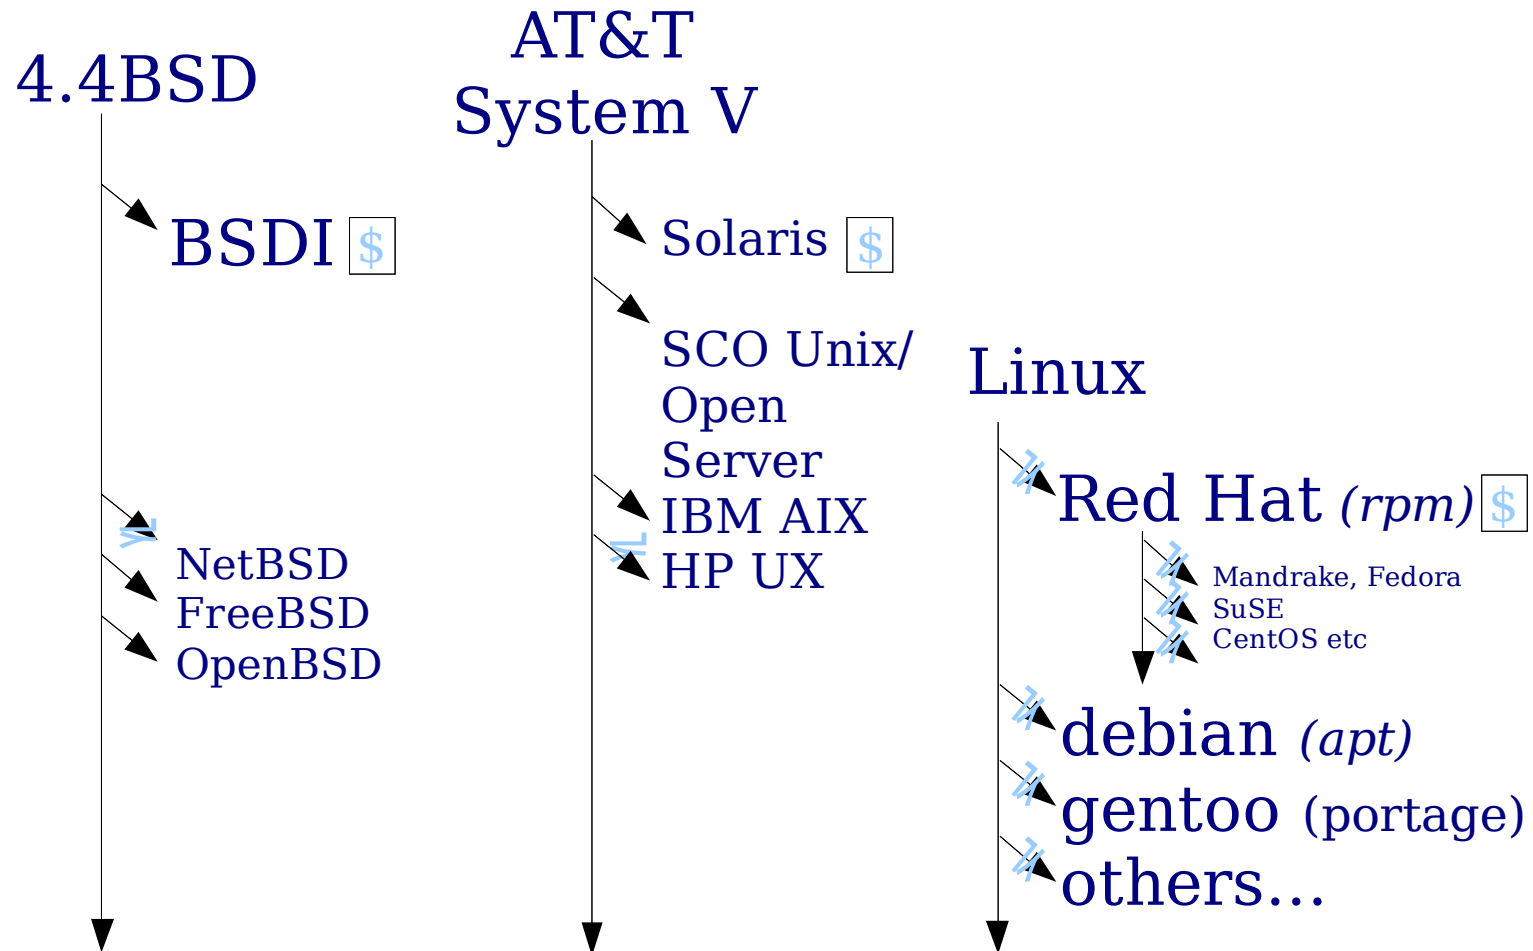 4.4BSD
BSDI $
NetBSD
FreeBSD
OpenBSD
AT&T
System V
Solaris $
SCO Unix/
Open
Server
IBM AIX
HP UX
Linux
Red Hat (rpm) $
Mandrake, Fedora
SuSE
CentOS etc
debian (apt)
gentoo (portage)
others...